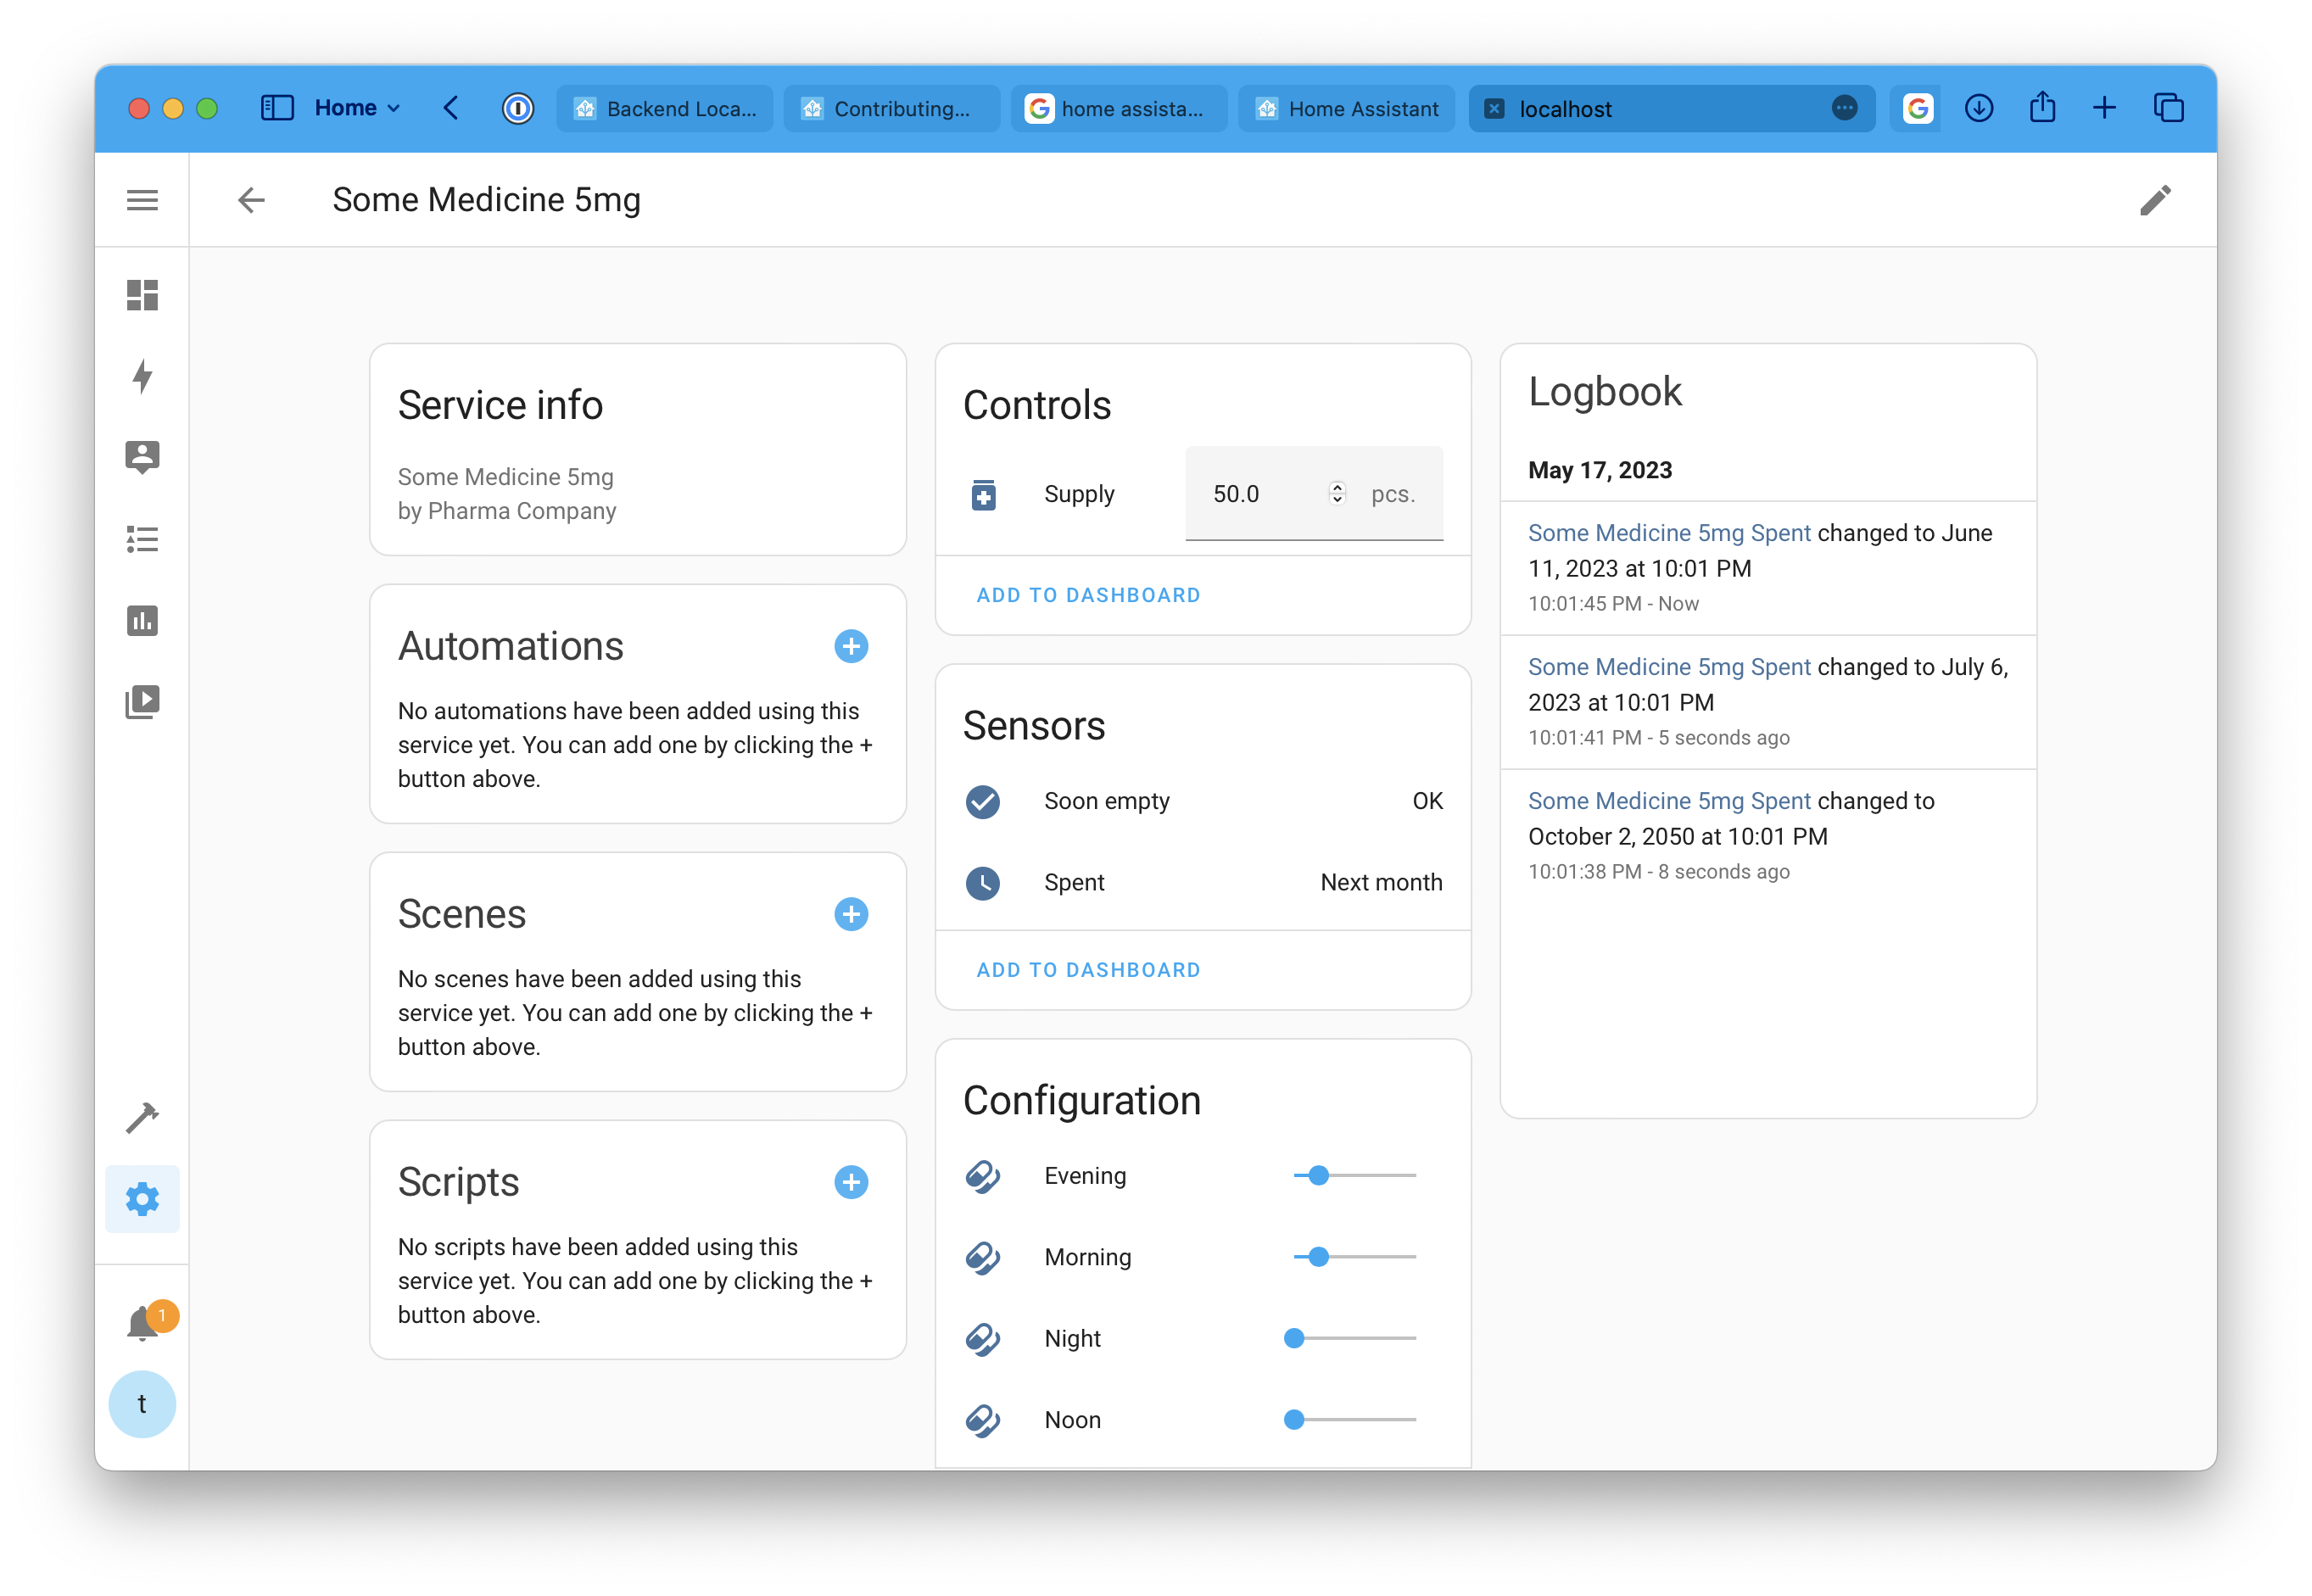 Home
Backend Loca...
Contributing...
home assista...
Home Assistant
localhost
Some Medicine 5mg
Service info
Some Medicine 5mg
by Pharma Company
Automations
No automations have been added using this
service yet. You can add one by clicking the +
button above.
Scenes
No scenes have been added using this
service yet. You can add one by clicking the +
button above.
Scripts
No scripts have been added using this
service yet. You can add one by clicking the +
button above.
Controls
Supply 50.0 pcs.
ADD TO DASHBOARD
Sensors
Soon empty OK
Spent Next month
ADD TO DASHBOARD
Configuration
Evening
Morning
Night
Noon
Logbook
May 17, 2023
Some Medicine 5mg Spent changed to June
11, 2023 at 10:01 PM
10:01:45 PM - Now
Some Medicine 5mg Spent changed to July 6,
2023 at 10:01 PM
10:01:41 PM - 5 seconds ago
Some Medicine 5mg Spent changed to
October 2, 2050 at 10:01 PM
10:01:38 PM - 8 seconds ago
1
t